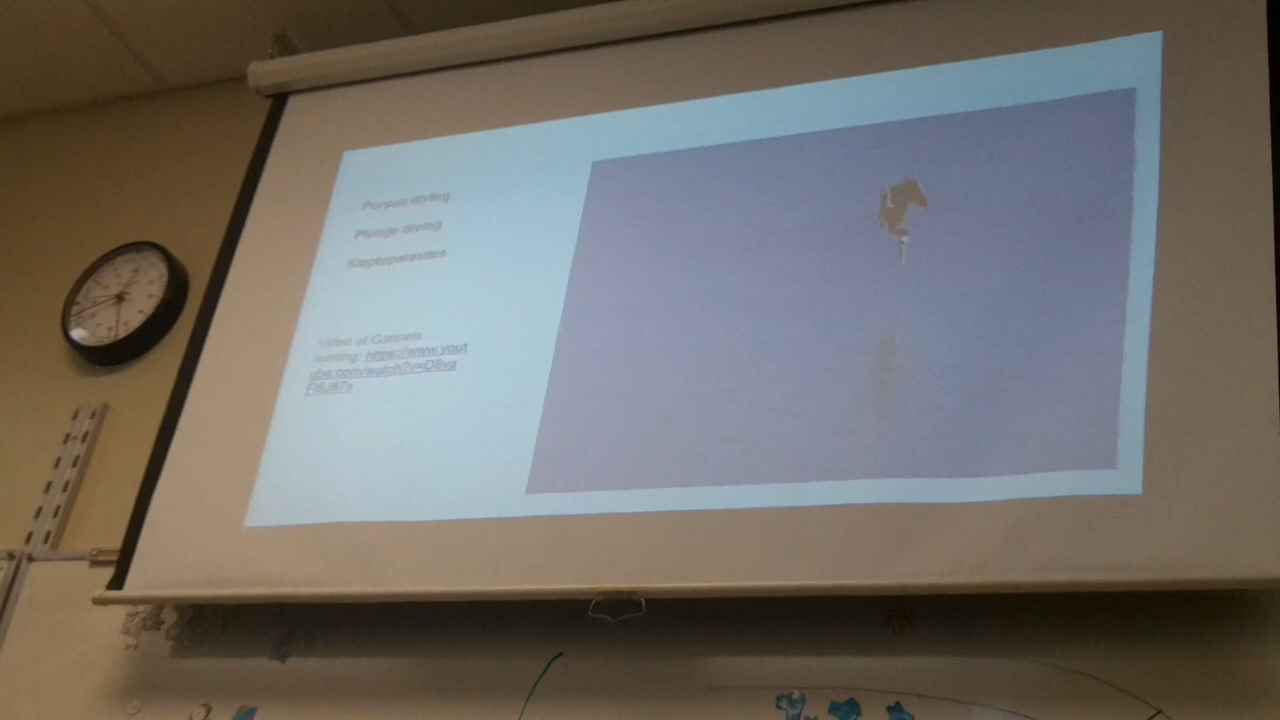 Pursuit diving
Plunge diving
Kleptoparasites
Video of Gannets
hunting: https://www.yout
ube.com/watch?v=D8va